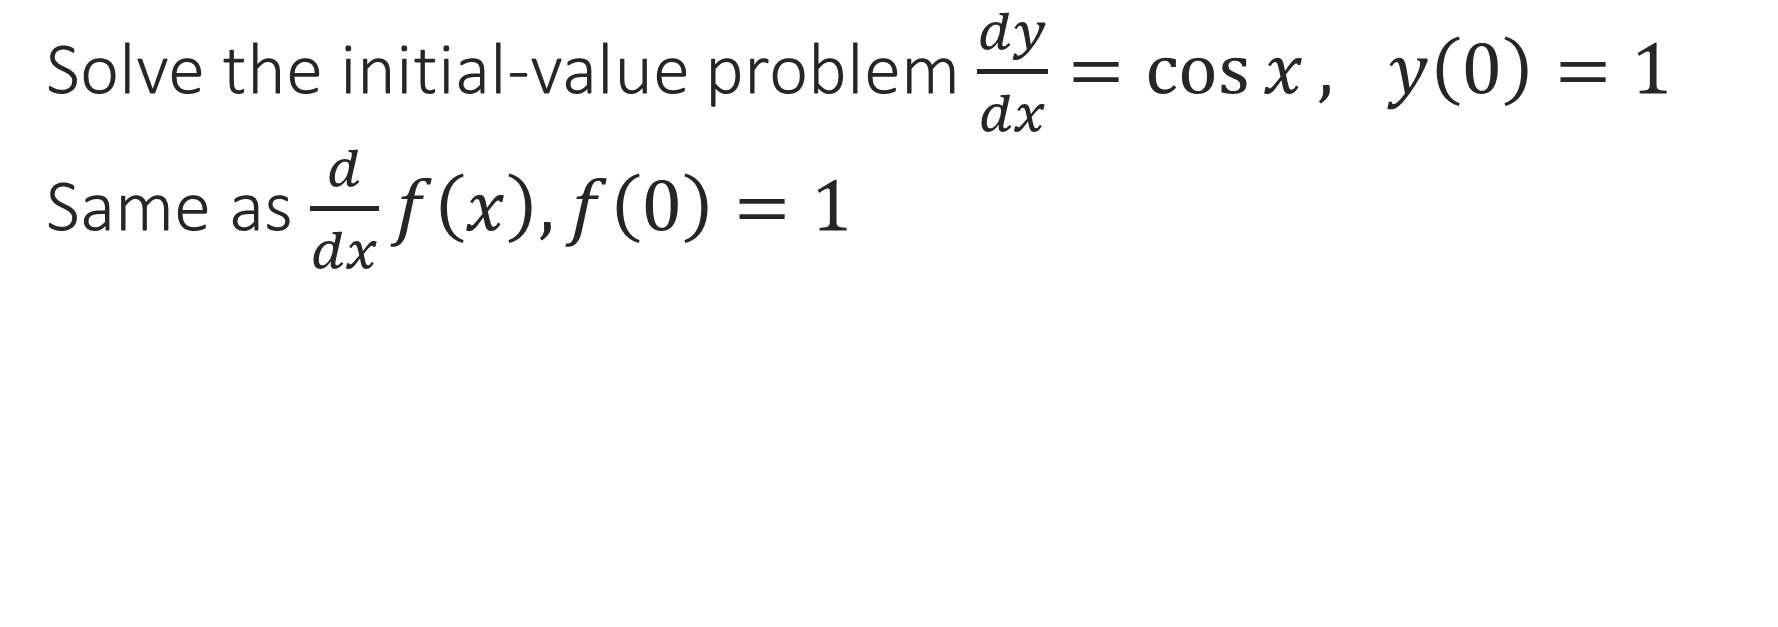 Solve the initial-value problem dy/dx = cos x , y(0) = 1
Same as d/dx f(x), f(0) = 1